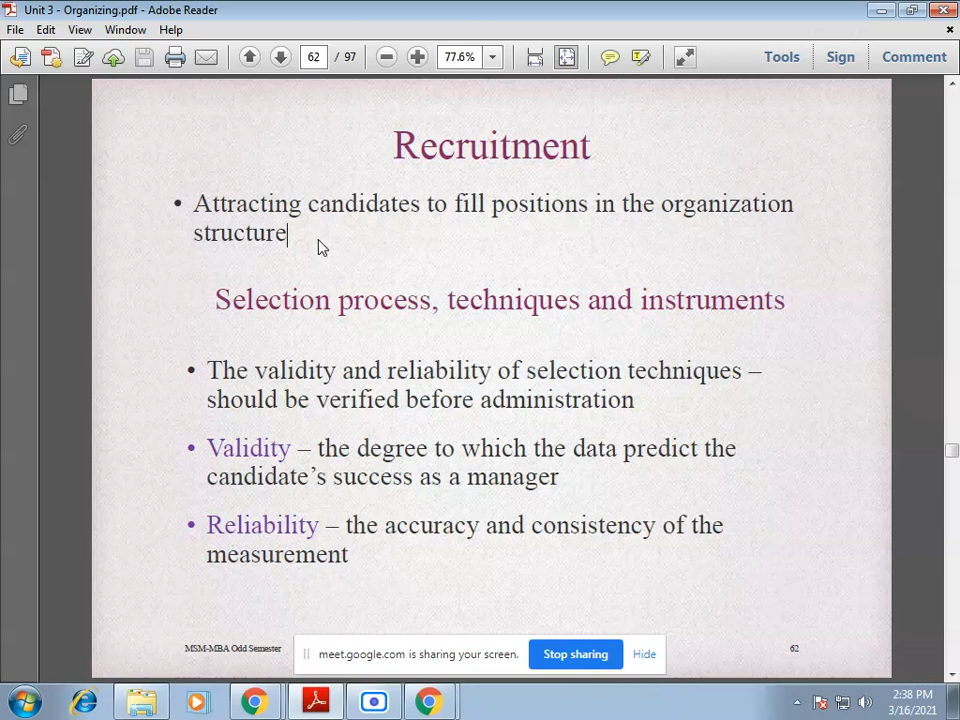 Unit 3 - Organizing.pdf - Adobe Reader
File Edit View Window Help
62 / 97 77.6% Tools Sign Comment
Recruitment
• Attracting candidates to fill positions in the organization
structure
Selection process, techniques and instruments
• The validity and reliability of selection techniques –
should be verified before administration
• Validity – the degree to which the data predict the
candidate’s success as a manager
• Reliability – the accuracy and consistency of the
measurement
MSM-MBA Odd Semester
62
meet.google.com is sharing your screen. Stop sharing Hide
2:38 PM
3/16/2021